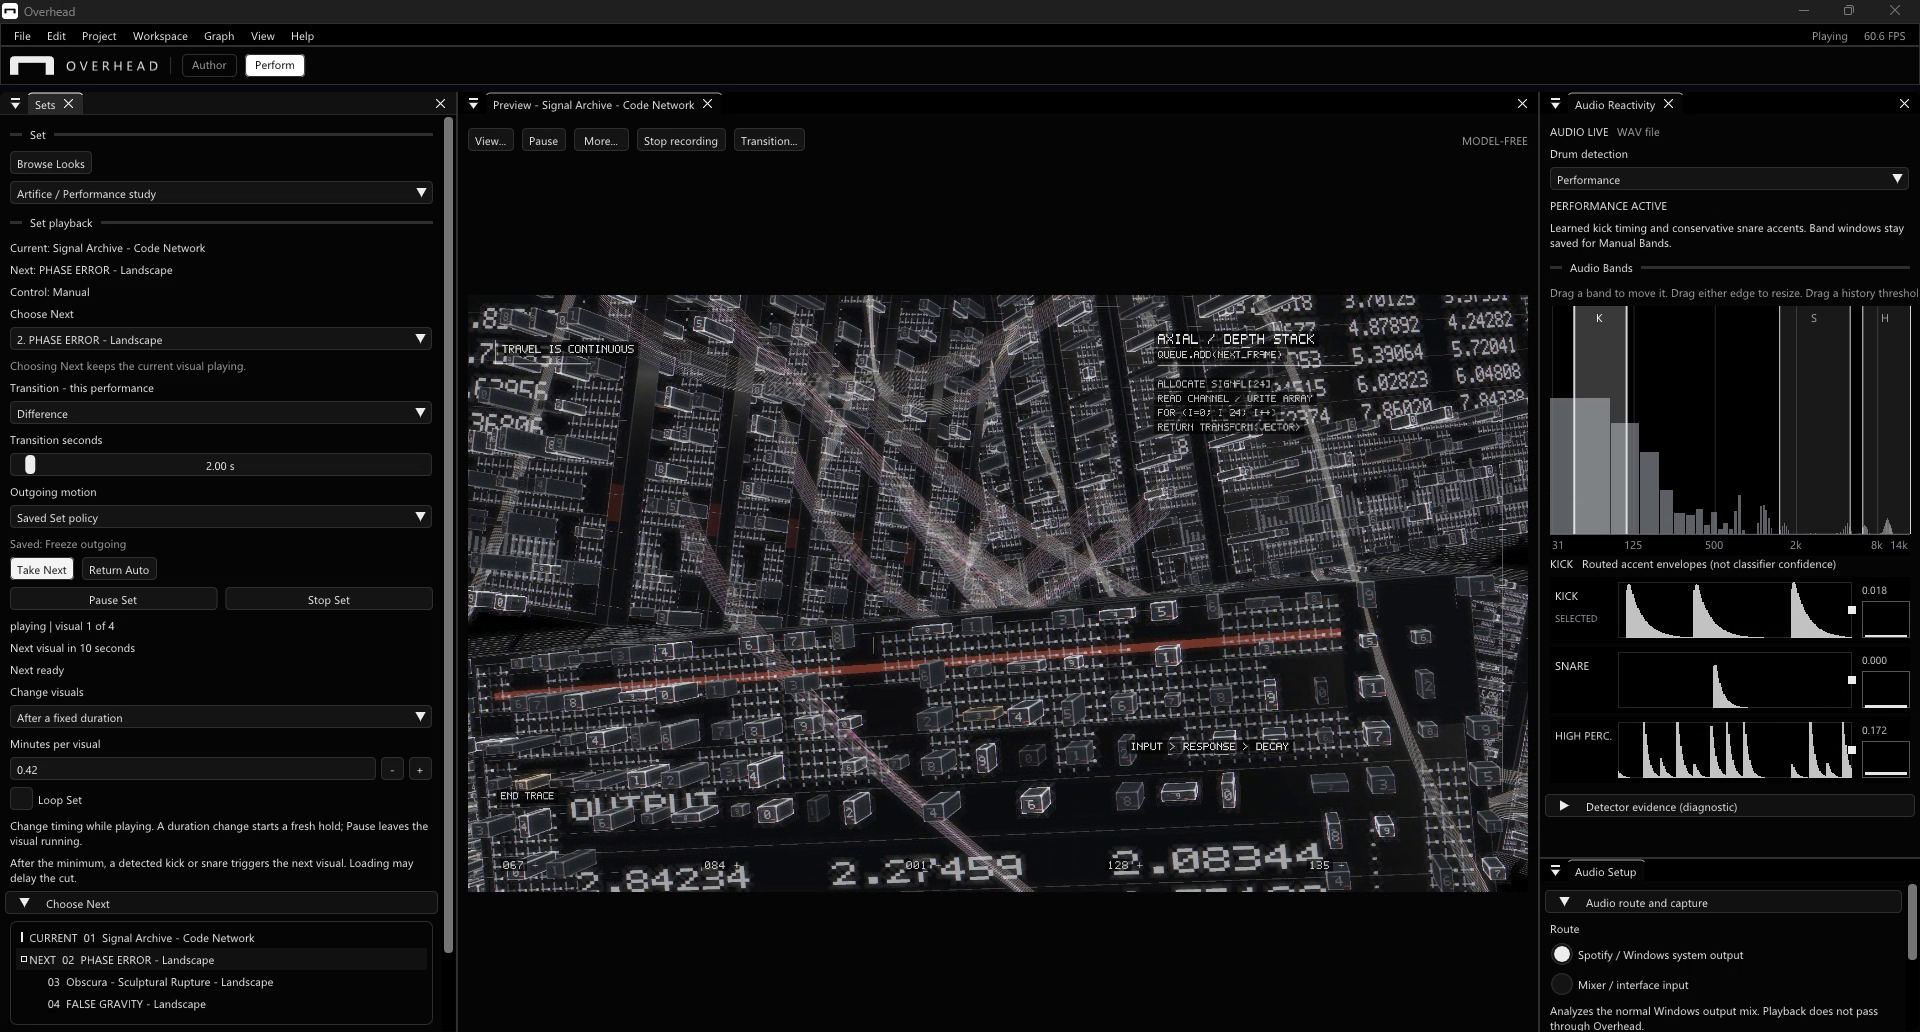 Overhead
File Edit Project Workspace Graph View Help
Playing 60.6 FPS
OVERHEAD
Author
Perform
Sets
Set
Browse Looks
Artifice / Performance study
Set playback
Current: Signal Archive - Code Network
Next: PHASE ERROR - Landscape
Control: Manual
Choose Next
2. PHASE ERROR - Landscape
Choosing Next keeps the current visual playing.
Transition - this performance
Difference
Transition seconds
2.00 s
Outgoing motion
Saved Set policy
Saved: Freeze outgoing
Take Next
Return Auto
Pause Set
Stop Set
playing | visual 1 of 4
Next visual in 10 seconds
Next ready
Change visuals
After a fixed duration
Minutes per visual
0.42
-
+
Loop Set
Change timing while playing. A duration change starts a fresh hold; Pause leaves the
visual running.
After the minimum, a detected kick or snare triggers the next visual. Loading may
delay the cut.
Choose Next
CURRENT 01 Signal Archive - Code Network
NEXT 02 PHASE ERROR - Landscape
03 Obscura - Sculptural Rupture - Landscape
04 FALSE GRAVITY - Landscape
Preview - Signal Archive - Code Network
View...
Pause
More...
Stop recording
Transition...
MODEL-FREE
TRAVEL IS CONTINUOUS
AXIAL / DEPTH STACK
QUEUE.ADD(NEXT_FRAME)
ALLOCATE SIGNAL[24]
READ CHANNEL / WRITE ARRAY
RETURN TRANSFORM(VECTOR)
4.87892 4.24282
5.39064 5.72041
6.02823 6.04808
INPUT > RESPONSE > DECAY
END TRACE
OUTPUT
067
084 +
001
128 +
135
2.84234
2.08344
Audio Reactivity
AUDIO LIVE WAV file
Drum detection
Performance
PERFORMANCE ACTIVE
Learned kick timing and conservative snare accents. Band windows stay
saved for Manual Bands.
Audio Bands
Drag a band to move it. Drag either edge to resize. Drag a history threshol
K
S
H
31 125 500 2k 8k 14k
KICK Routed accent envelopes (not classifier confidence)
KICK
SELECTED
0.018
SNARE
0.000
HIGH PERC.
0.172
Detector evidence (diagnostic)
Audio Setup
Audio route and capture
Route
Spotify / Windows system output
Mixer / interface input
Analyzes the normal Windows output mix. Playback does not pass
through Overhead.